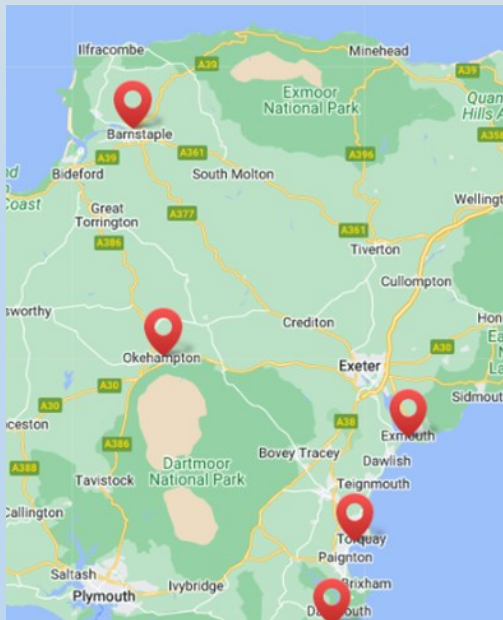 Ilfracombe
Minehead
A39
Exmoor
National Park
A39
Quan
Hills A
A358
Barnstaple
A39
A361
A396
Bideford
South Molton
Coast
Great
Torrington
A377
Wellingt
A386
A361
Tiverton
Cullompton
sworthy
Crediton
Hon
Okehampton
Exeter
A30
A30
A30
Sidmout
ceston
A386
A38
Exmouth
A388
Bovey Tracey
Dawlish
Dartmoor
National Park
Tavistock
Teignmouth
Callington
Torquay
Paignton
Saltash
Ivybridge
Brixham
Plymouth